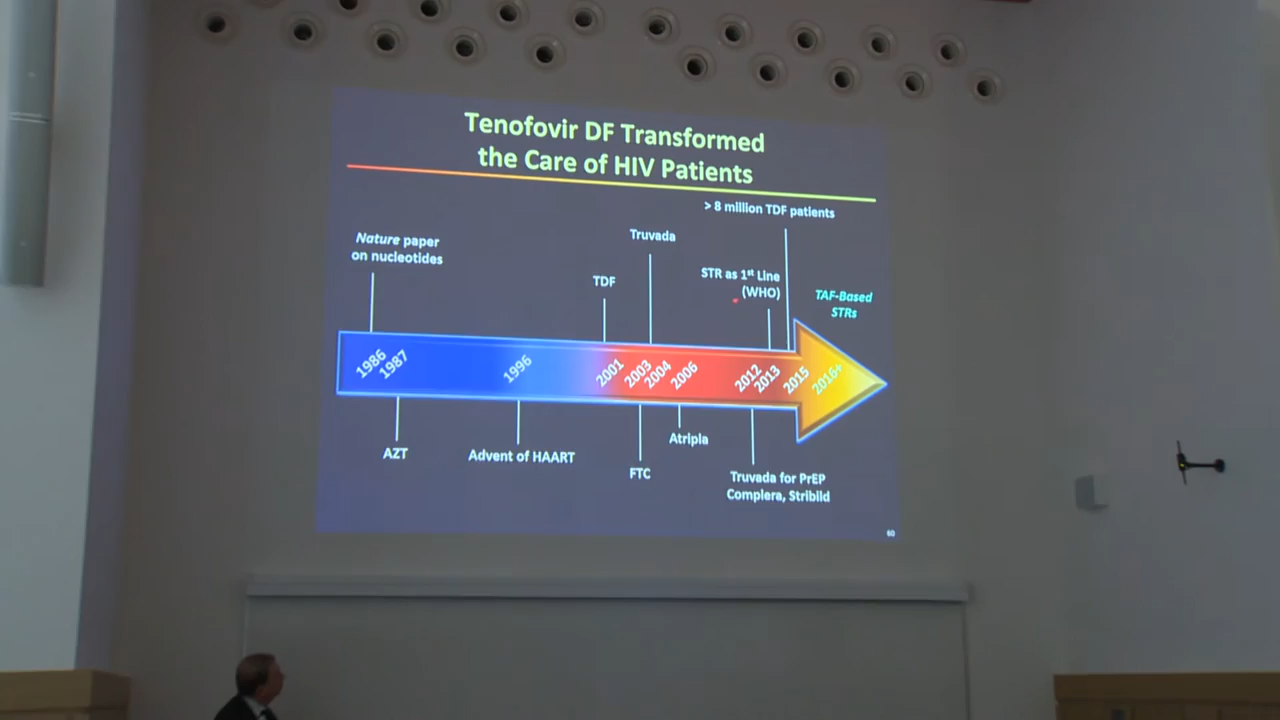 Tenofovir DF Transformed
the Care of HIV Patients
> 8 million TDF patients
Truvada
Nature paper
on nucleotides
TDF
STR as 1st Line
(WHO)
TAF-Based
STRs
1986
1987
1996
2001
2003
2004
2006
2012
2013
2015
2016+
AZT
Advent of HAART
FTC
Atripla
Truvada for PrEP
Complera, Stribild
60